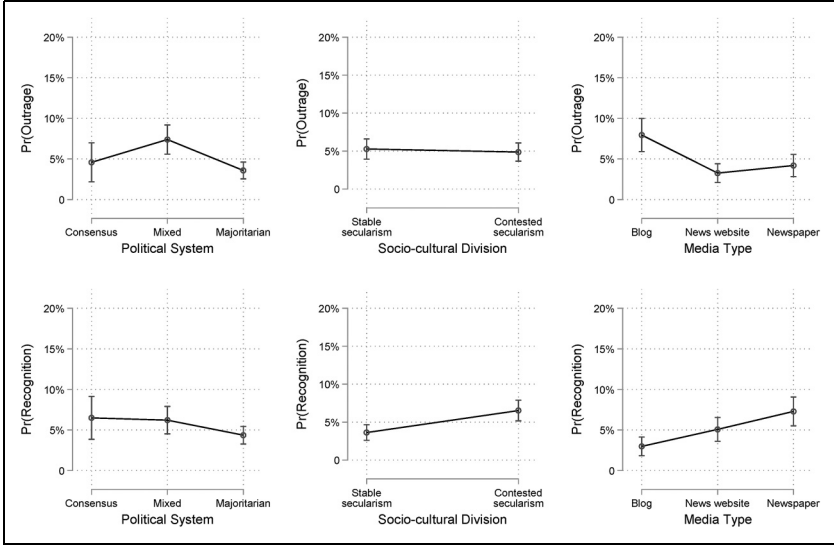 20%
15%
10%
5%
0
Pr(Outrage)
Consensus Mixed Majoritarian
Political System
20%
15%
10%
5%
0
Pr(Outrage)
Stable secularism Contested secularism
Socio-cultural Division
20%
15%
10%
5%
0
Pr(Outrage)
Blog News website Newspaper
Media Type
20%
15%
10%
5%
0
Pr(Recognition)
Consensus Mixed Majoritarian
Political System
20%
15%
10%
5%
0
Pr(Recognition)
Stable secularism Contested secularism
Socio-cultural Division
20%
15%
10%
5%
0
Pr(Recognition)
Blog News website Newspaper
Media Type